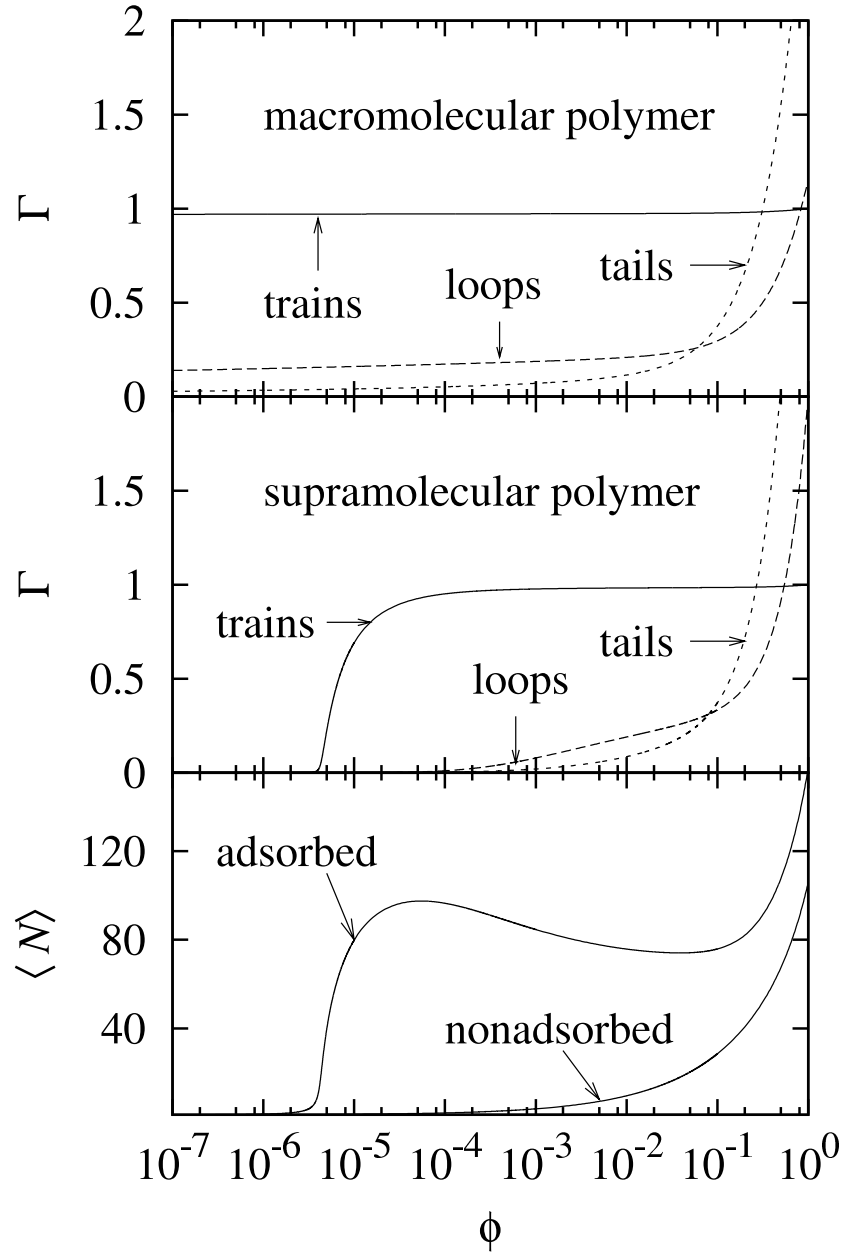 2
1.5
macromolecular polymer
Γ
1
tails
0.5
loops
trains
0
1.5
supramolecular polymer
Γ
1
trains
tails
0.5
loops
0
120
adsorbed
⟨N⟩
80
40
nonadsorbed
10⁻⁷ 10⁻⁶ 10⁻⁵ 10⁻⁴ 10⁻³ 10⁻² 10⁻¹ 10⁰
ϕ